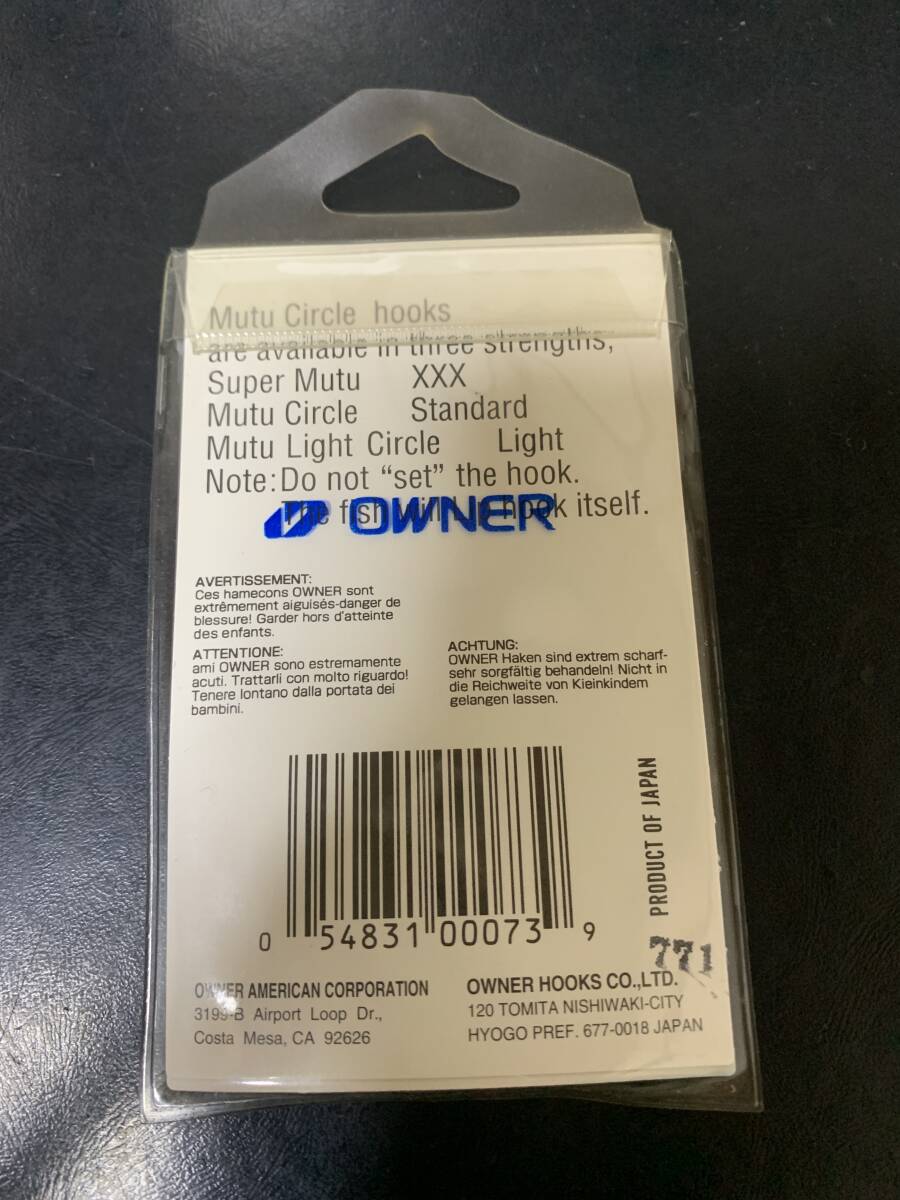 Mutu Circle hooks
are available in three strengths,
Super Mutu XXX
Mutu Circle Standard
Mutu Light Circle Light
Note: Do not “set” the hook.
The fish will hook itself.
OWNER
AVERTISSEMENT:
Ces hamecons OWNER sont
extrêmement aiguisés-danger de
blessure! Garder hors d'atteinte
des enfants.
ATTENTIONE:
ami OWNER sono estremamente
acuti. Trattarli con molto riguardo!
Tenere lontano dalla portata dei
bambini.
ACHTUNG:
OWNER Haken sind extrem scharf-
sehr sorgfältig behandeln! Nicht in
die Reichweite von Kieinkindem
gelangen lassen.
PRODUCT OF JAPAN
0 54831 00073 9
OWNER AMERICAN CORPORATION
3199-B Airport Loop Dr.,
Costa Mesa, CA 92626
OWNER HOOKS CO.,LTD.
120 TOMITA NISHIWAKI-CITY
HYOGO PREF. 677-0018 JAPAN